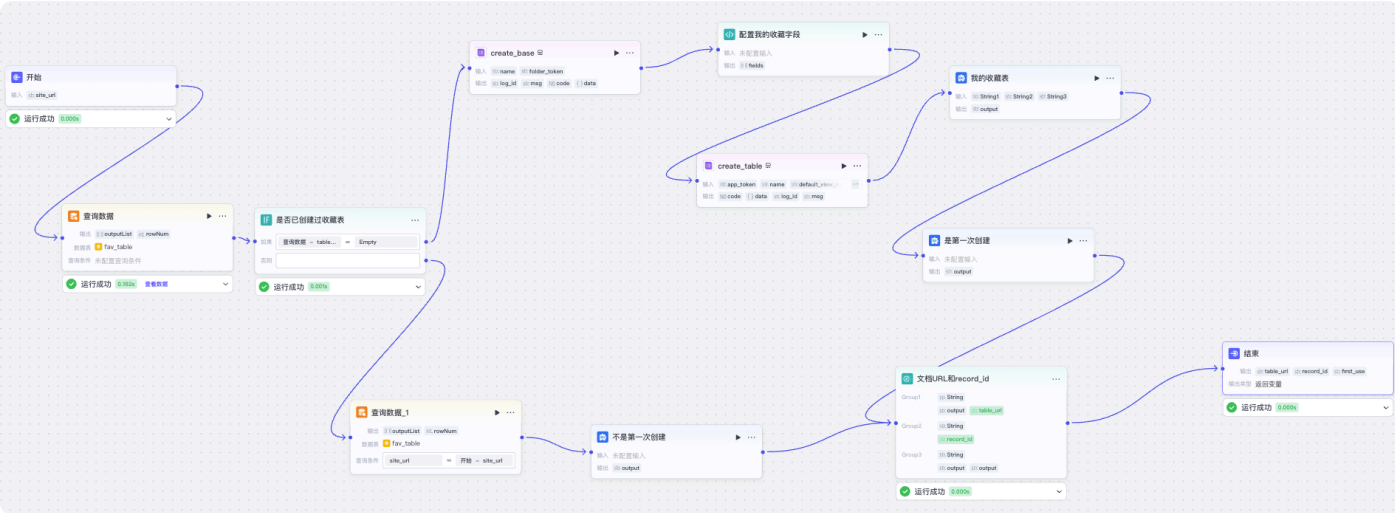 开始
输入 str. site_url
运行成功 0.000s
查询数据
输出 outputList rowNum
数据表 fav_table
查询条件 未配置查询条件
运行成功 0.162s 查看数据
是否已创建过收藏表
如果 查询数据 - table... = Empty
否则
运行成功 0.001s
create_base
输入 name folder_token
输出 log_id msg code data
配置我的收藏字段
输入 未配置输入
输出 fields
create_table
输入 app_token name default_view_
输出 code data log_id msg
我的收藏表
输入 String1 String2 String3
输出 output
是第一次创建
输入 未配置输入
输出 output
查询数据_1
输出 outputList rowNum
数据表 fav_table
查询条件 site_url = 开始 - site_url
不是第一次创建
输入 未配置输入
输出 output
文档URL和record_id
Group1 String
output table_url
Group2 String
record_id
Group3 String
output output
运行成功 0.000s
结束
输出 table_url record_id first_use
输出类型 返回变量
运行成功 0.000s